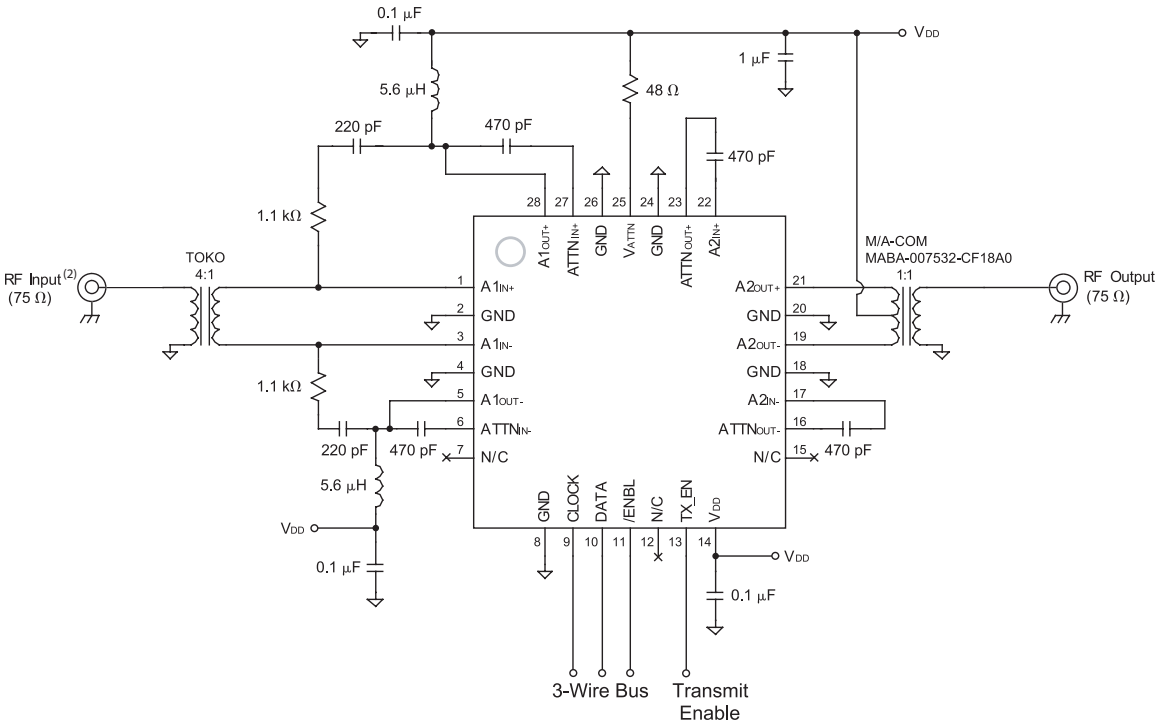 0.1 µF
VDD
5.6 µH
48 Ω
1 µF
220 pF
470 pF
470 pF
1.1 kΩ
28 27 26 25 24 23 22
A1OUT+
ATTNIN+
GND
VATTN
GND
ATTNOUT+
A2IN+
M/A-COM
MABA-007532-CF18A0
1:1
TOKO
4:1
RF Input(2)
(75 Ω)
RF Output
(75 Ω)
1 A1IN+
2 GND
3 A1IN-
4 GND
5 A1OUT-
6 ATTNIN-
7 N/C
A2OUT+ 21
GND 20
A2OUT- 19
GND 18
A2IN- 17
ATTNOUT- 16
N/C 15
1.1 kΩ
220 pF
470 pF
470 pF
5.6 µH
VDD
0.1 µF
GND
CLOCK
DATA
/ENBL
N/C
TX_EN
VDD
8 9 10 11 12 13 14
VDD
0.1 µF
3-Wire Bus
Transmit
Enable